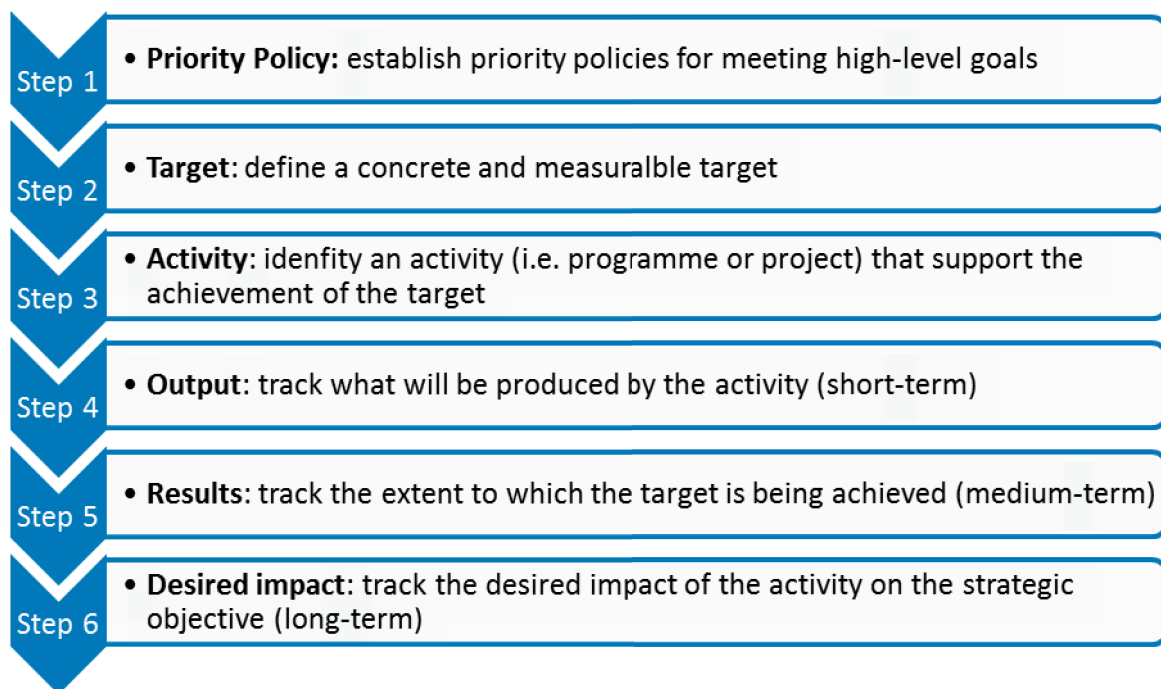 Step 1
• Priority Policy: establish priority policies for meeting high-level goals
Step 2
• Target: define a concrete and measuralble target
Step 3
• Activity: idenfity an activity (i.e. programme or project) that support the
achievement of the target
Step 4
• Output: track what will be produced by the activity (short-term)
Step 5
• Results: track the extent to which the target is being achieved (medium-term)
Step 6
• Desired impact: track the desired impact of the activity on the strategic
objective (long-term)